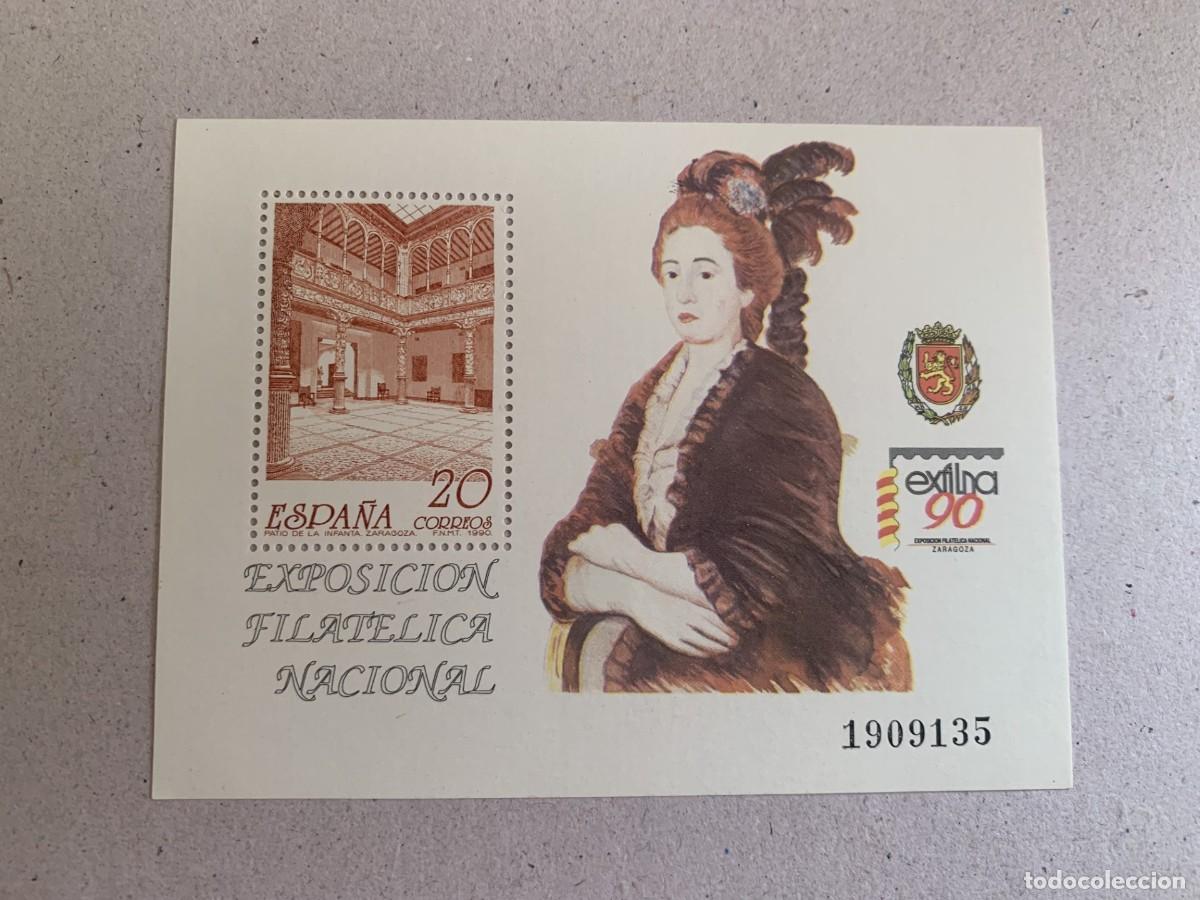 20
ESPAÑA CORREOS
PATIO DE LA INFANTA. ZARAGOZA. F.N.M.T. 1990.
EXPOSICION
FILATELICA
NACIONAL
exfilna
90
EXPOSICION FILATELICA NACIONAL
ZARAGOZA
1909135
todocoleccion